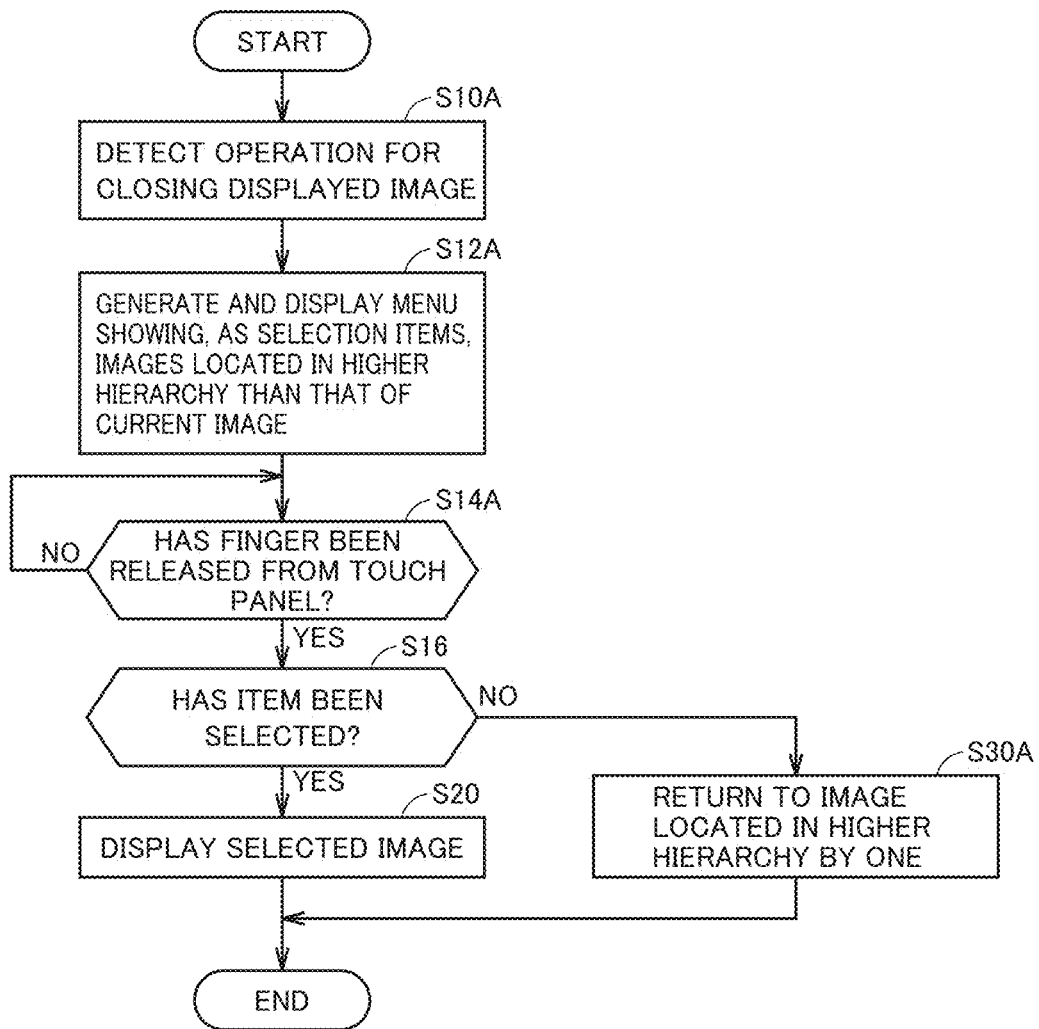 START
S10A
DETECT OPERATION FOR
CLOSING DISPLAYED IMAGE
S12A
GENERATE AND DISPLAY MENU
SHOWING, AS SELECTION ITEMS,
IMAGES LOCATED IN HIGHER
HIERARCHY THAN THAT OF
CURRENT IMAGE
S14A
HAS FINGER BEEN
RELEASED FROM TOUCH
PANEL?
NO
YES
S16
HAS ITEM BEEN
SELECTED?
NO
YES
S20
DISPLAY SELECTED IMAGE
S30A
RETURN TO IMAGE
LOCATED IN HIGHER
HIERARCHY BY ONE
END